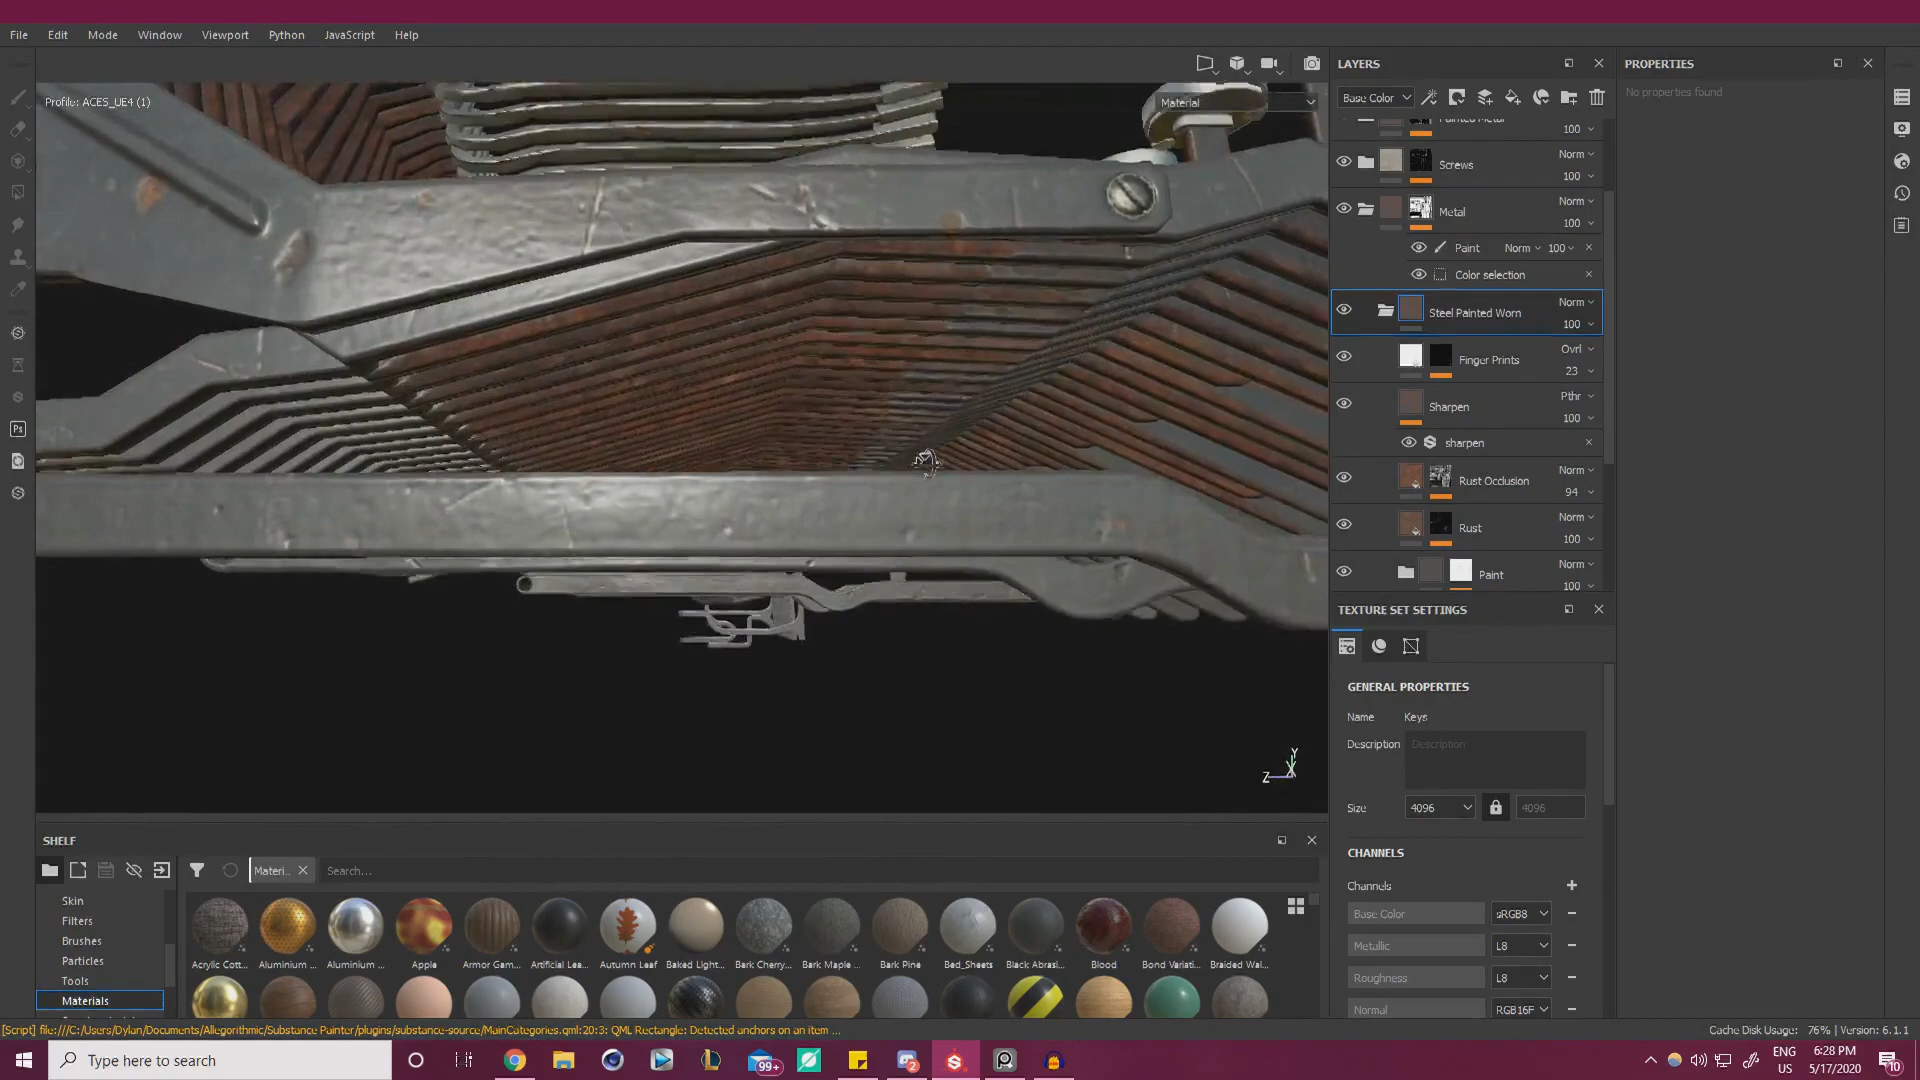 File Edit Mode Window Viewport Python JavaScript Help
Profile: ACES_UE4 (1)
Material
LAYERS
Base Color
Painted Metal
100
Screws
Norm
100
Metal
Norm
100
Paint Norm 100
Color selection
Steel Painted Worn
Norm
100
Finger Prints
Ovrl
23
Sharpen
Pthr
100
sharpen
Rust Occlusion
Norm
94
Rust
Norm
100
Paint
Norm
100
PROPERTIES
No properties found
TEXTURE SET SETTINGS
GENERAL PROPERTIES
Name Keys
Description Description
Size 4096 4096
CHANNELS
Channels
Base Color sRGB8
Metallic L8
Roughness L8
Normal RGB16F
Y
X
Z
SHELF
Materi..
Search...
Skin
Filters
Brushes
Particles
Tools
Materials
Acrylic Cott... Aluminium ... Aluminium ... Apple Armor Gam... Artificial Lea... Autumn Leaf Baked Light... Bark Cherry... Bark Maple ... Bark Pine Bed_Sheets Black Abrasi... Blood Bond Variati... Braided Wal...
[Script] file:///C:/Users/Dylan/Documents/Allegorithmic/Substance Painter/plugins/substance-source/MainCategories.qml:20:3: QML Rectangle: Detected anchors on an item ...
Cache Disk Usage: 76% | Version: 6.1.1
Type here to search
Ps
99+
2
ENG
US
6:28 PM
5/17/2020
10